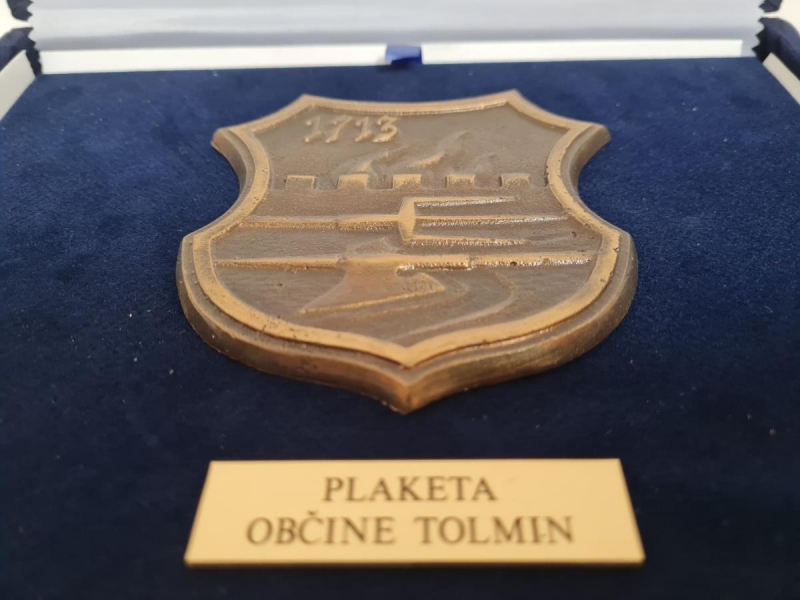 1713
PLAKETA
OBČINE TOLMIN